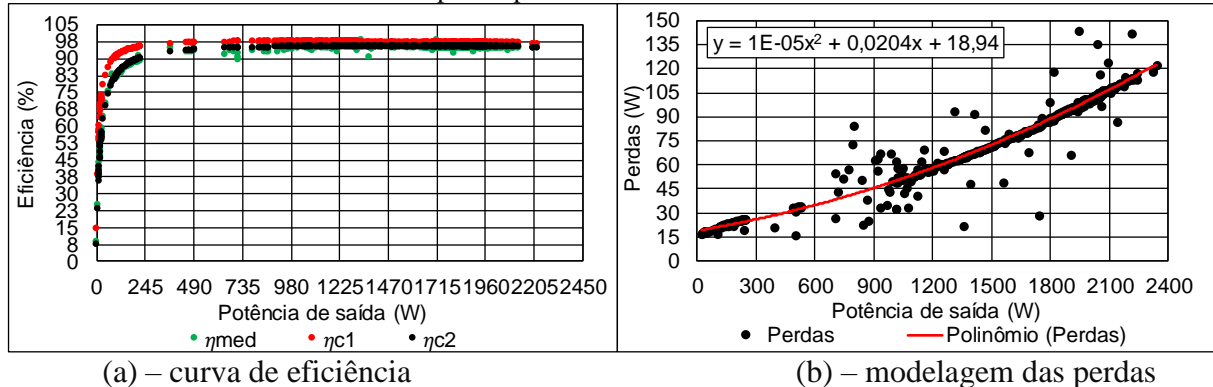 105
98
90
83
75
68
60
53
45
38
30
23
15
8
0
Eficiência (%)
0 245 490 735 980 1225 1470 1715 1960 2205 2450
Potência de saída (W)
ηmed ηc1 ηc2
(a) – curva de eficiência
150
135
120
105
90
75
60
45
30
15
Perdas (W)
y = 1E-05x² + 0,0204x + 18,94
0 300 600 900 1200 1500 1800 2100 2400
Potência de saída (W)
Perdas Polinômio (Perdas)
(b) – modelagem das perdas